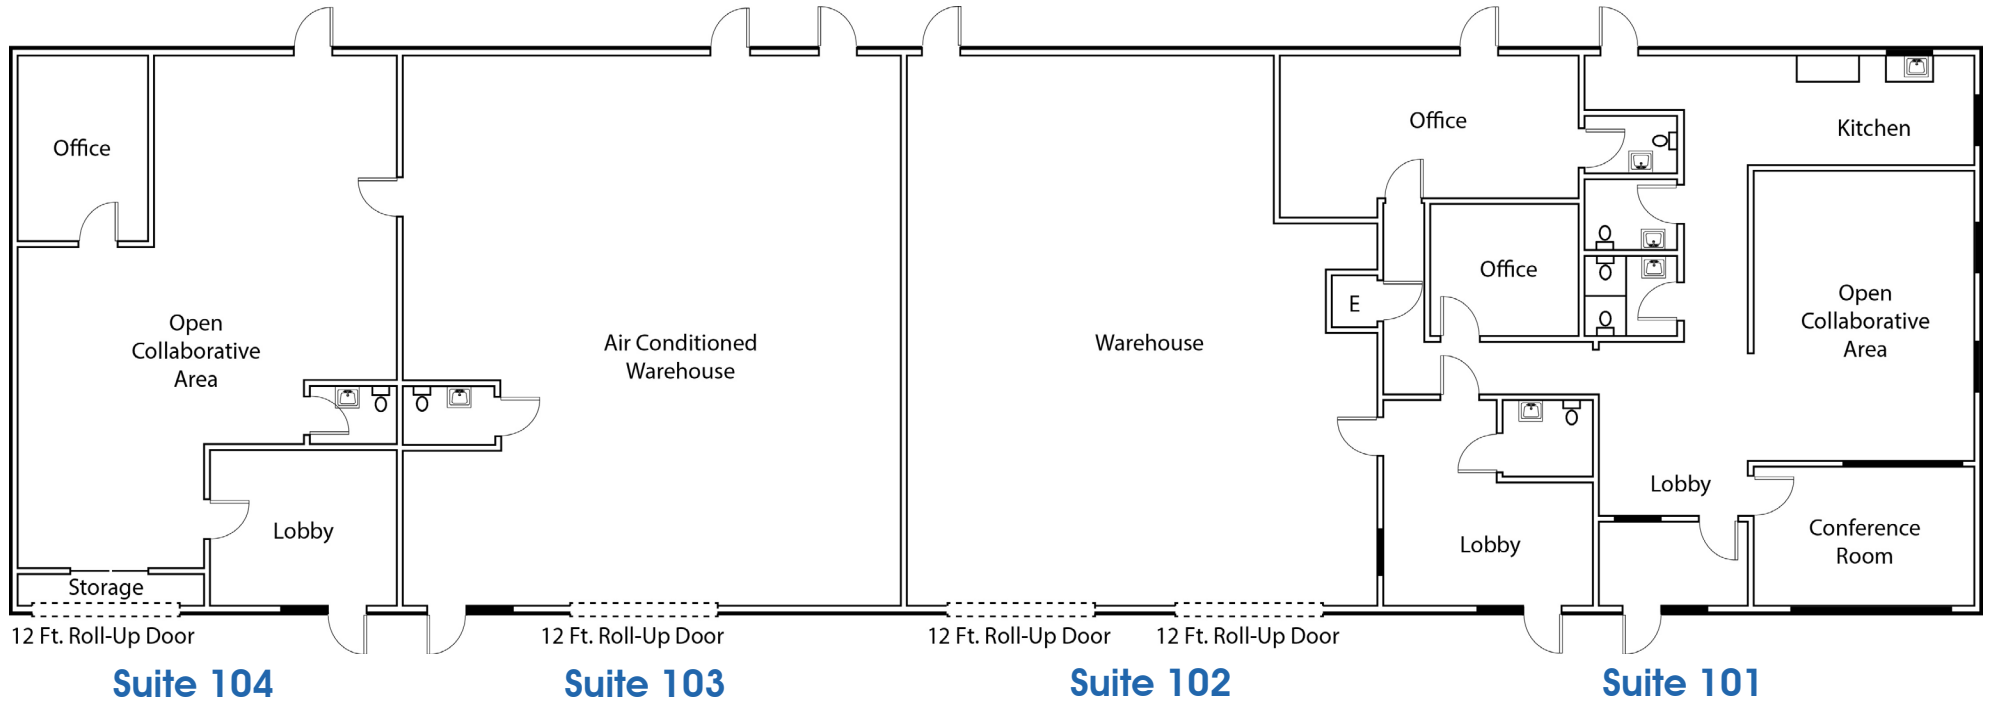 Office
Open
Collaborative
Area
Lobby
Storage
12 Ft. Roll-Up Door
Suite 104
Air Conditioned
Warehouse
12 Ft. Roll-Up Door
Suite 103
Warehouse
Office
Office
E
Lobby
12 Ft. Roll-Up Door
12 Ft. Roll-Up Door
Suite 102
Kitchen
Open
Collaborative
Area
Lobby
Conference
Room
Suite 101